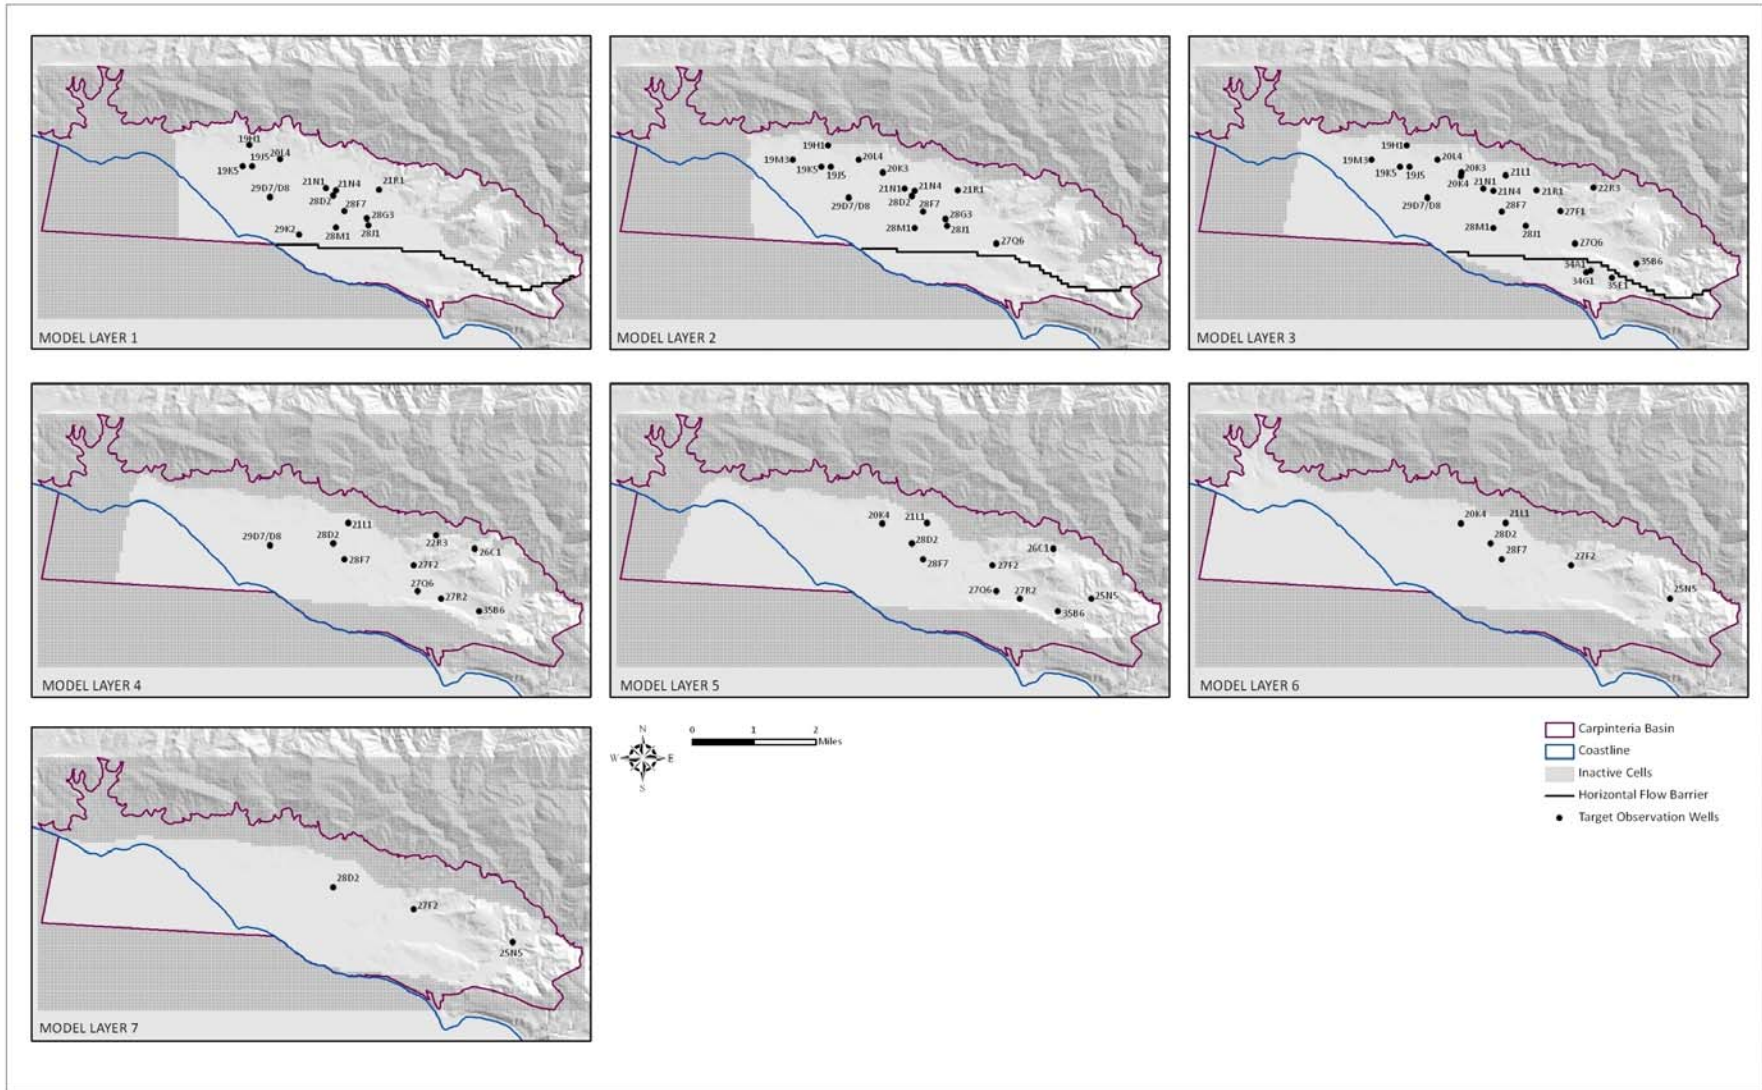 19H1
19J5 20L4
19K5
21N1 21N4 21R1
29D7/D8 28D2
28F7
28G3
29K2 28M1 28J1
MODEL LAYER 1
19H1
19M3 20L4
19K5 19J5 20K3
21N1 21N4 21R1
28D2
29D7/D8 28F7
28G3
28M1 28J1
27Q6
MODEL LAYER 2
19H1
19M3 20L4
19K5 19J5 20K3
20K4 21L1
21N1 21N4 21R1 22R3
29D7/D8 28F7 27F1
28M1 28J1
27Q6
34A1 35B6
34G1 35E1
MODEL LAYER 3
21L1
29D7/D8 28D2 22R3
26C1
28F7 27F2
27Q6
27R2
35B6
MODEL LAYER 4
20K4 21L1
28D2
26C1
28F7 27F2
27Q6 27R2 25N5
35B6
MODEL LAYER 5
20K4 21L1
28D2
28F7 27F2
25N5
MODEL LAYER 6
28D2
27F2
25N5
MODEL LAYER 7
N
W E
S
0 1 2
Miles
Carpinteria Basin
Coastline
Inactive Cells
Horizontal Flow Barrier
Target Observation Wells